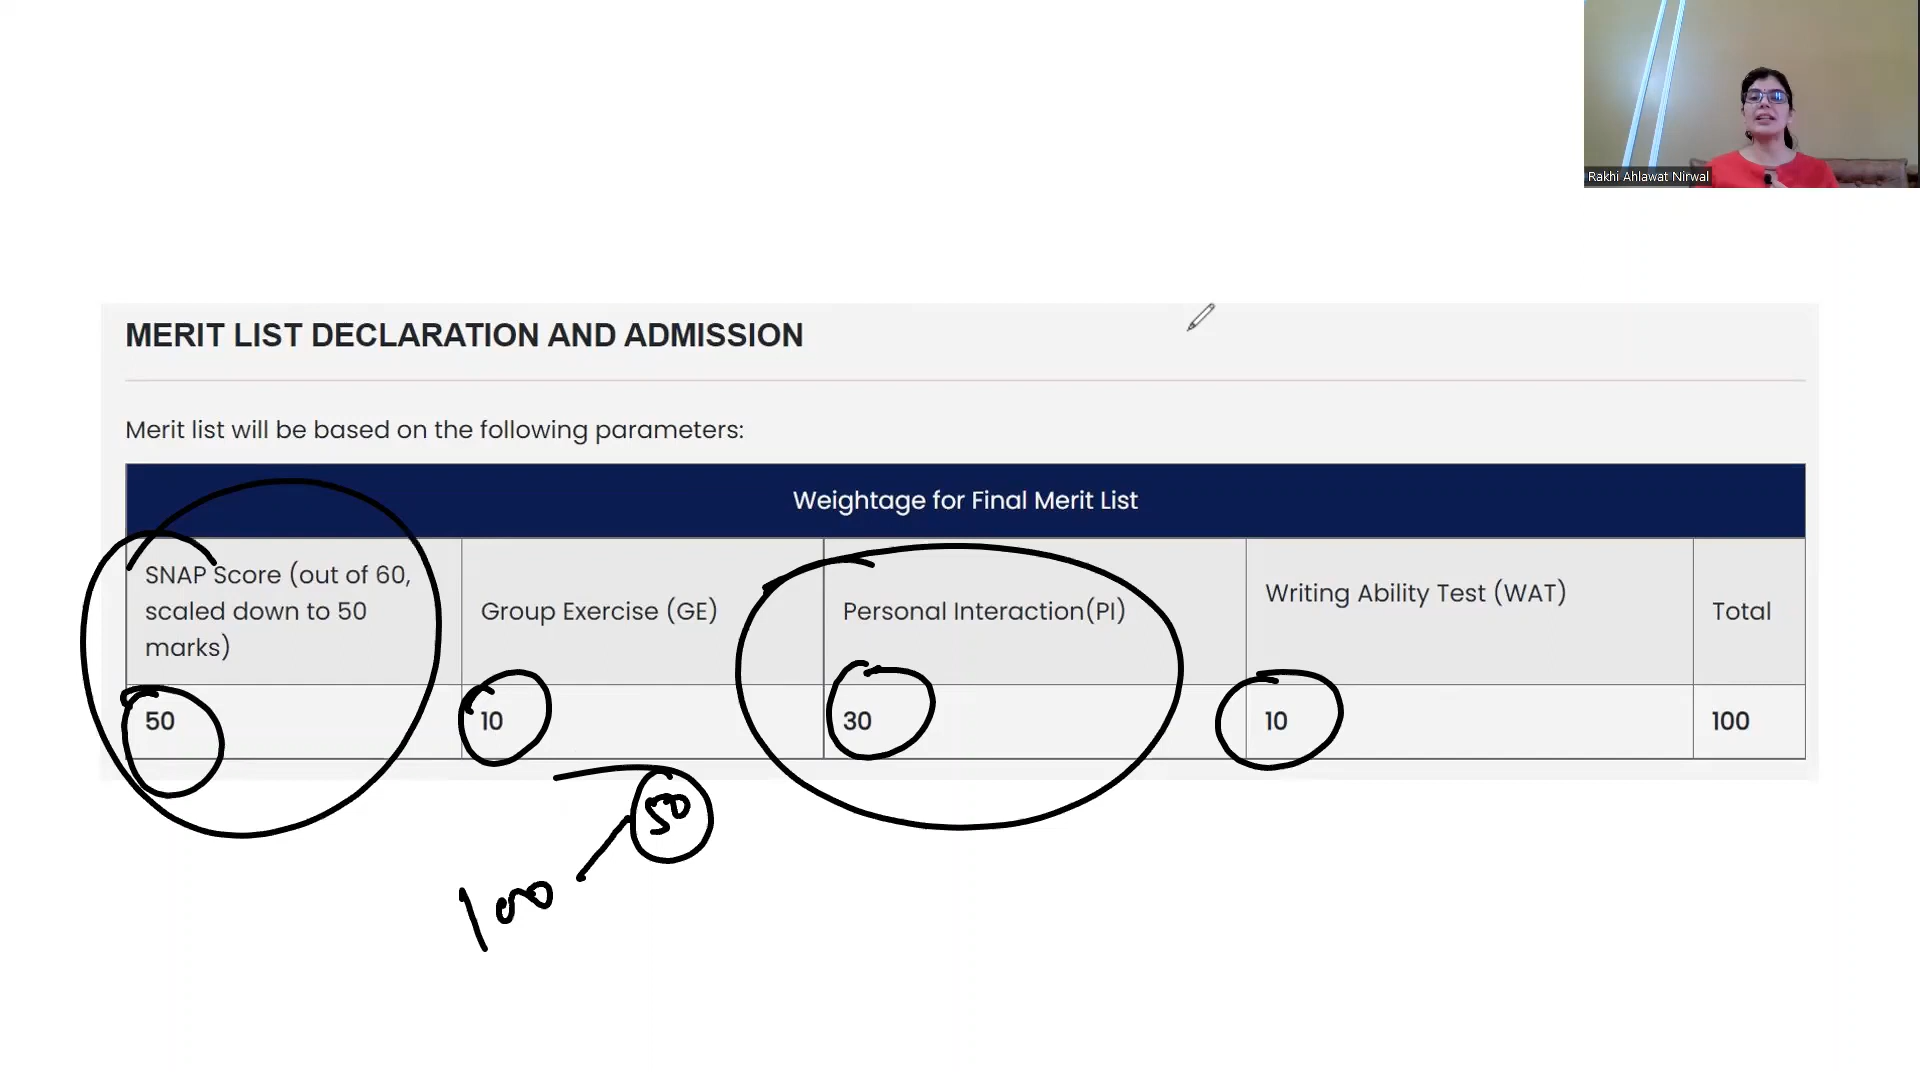 Rakhi Ahlawat Nirwal
MERIT LIST DECLARATION AND ADMISSION
Merit list will be based on the following parameters:
Weightage for Final Merit List
SNAP Score (out of 60,
scaled down to 50
marks)
Group Exercise (GE)
Personal Interaction(PI)
Writing Ability Test (WAT)
Total
50
10
30
10
100
50
100